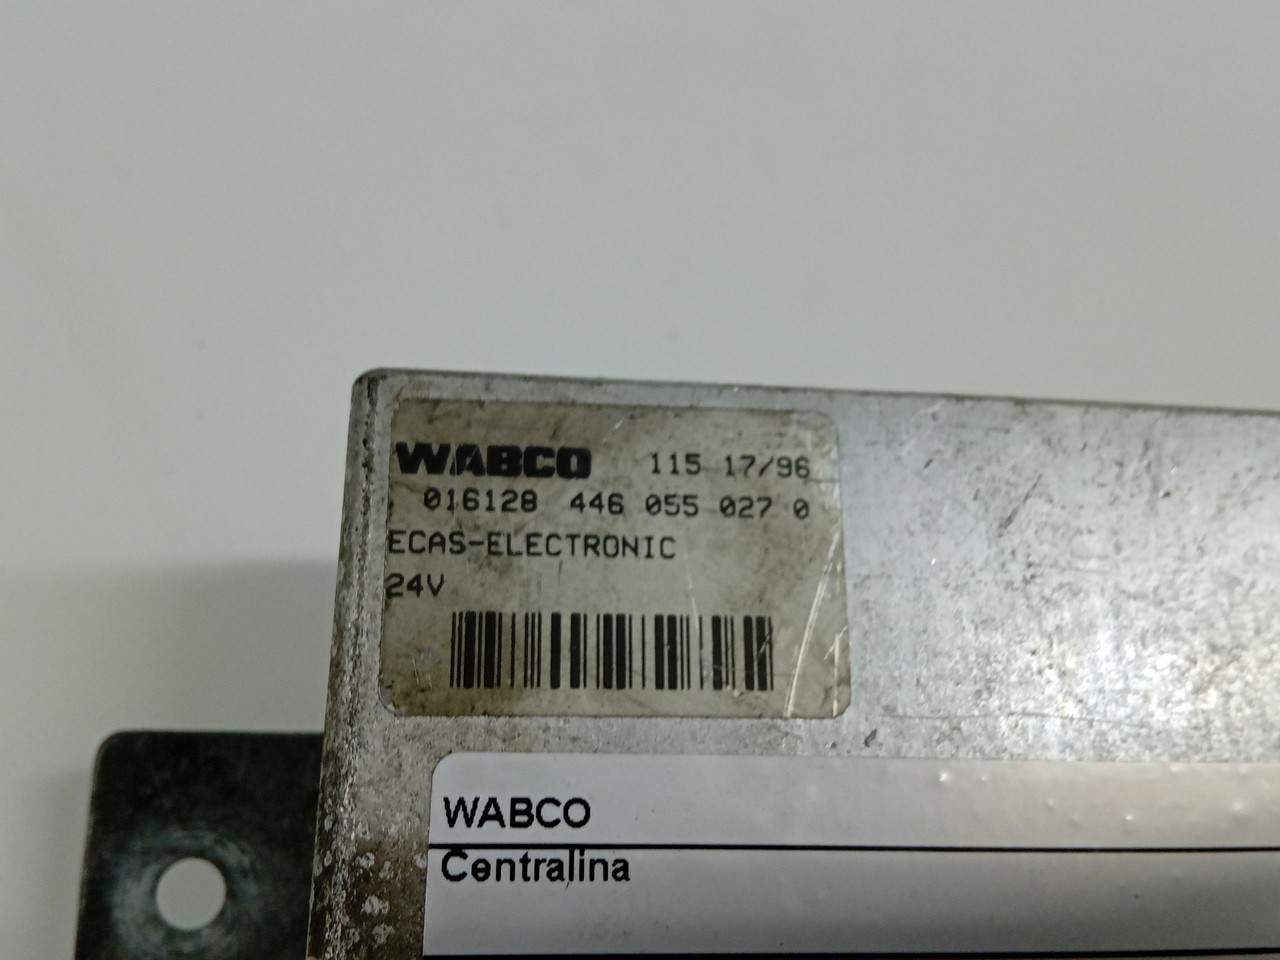 WABCO 115 17/96
016128 446 055 027 0
ECAS-ELECTRONIC
24V
WABCO
Centralina